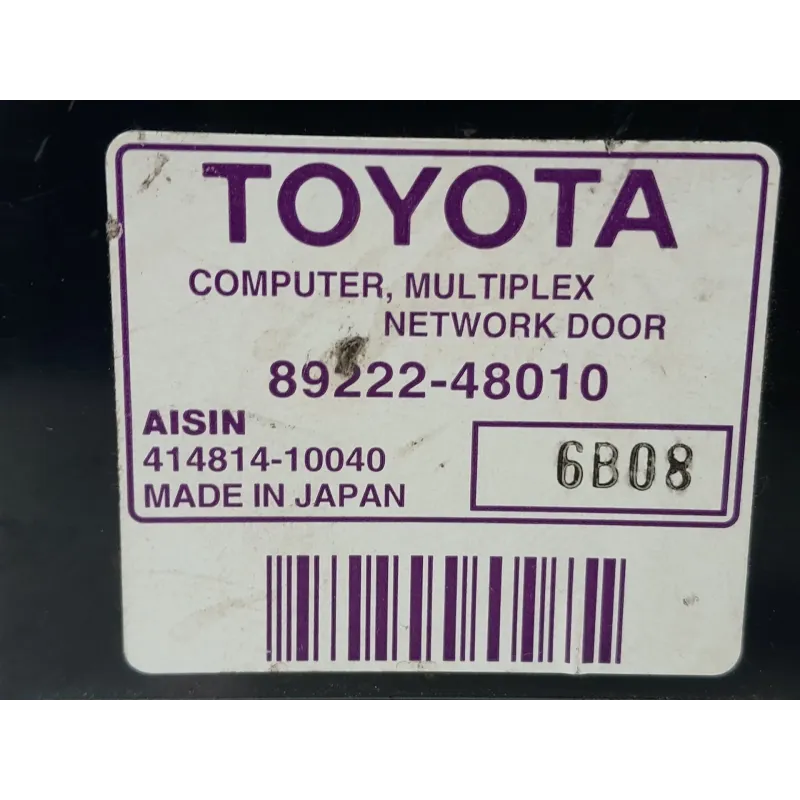 TOYOTA
COMPUTER, MULTIPLEX
NETWORK DOOR
89222-48010
AISIN
414814-10040
6B08
MADE IN JAPAN